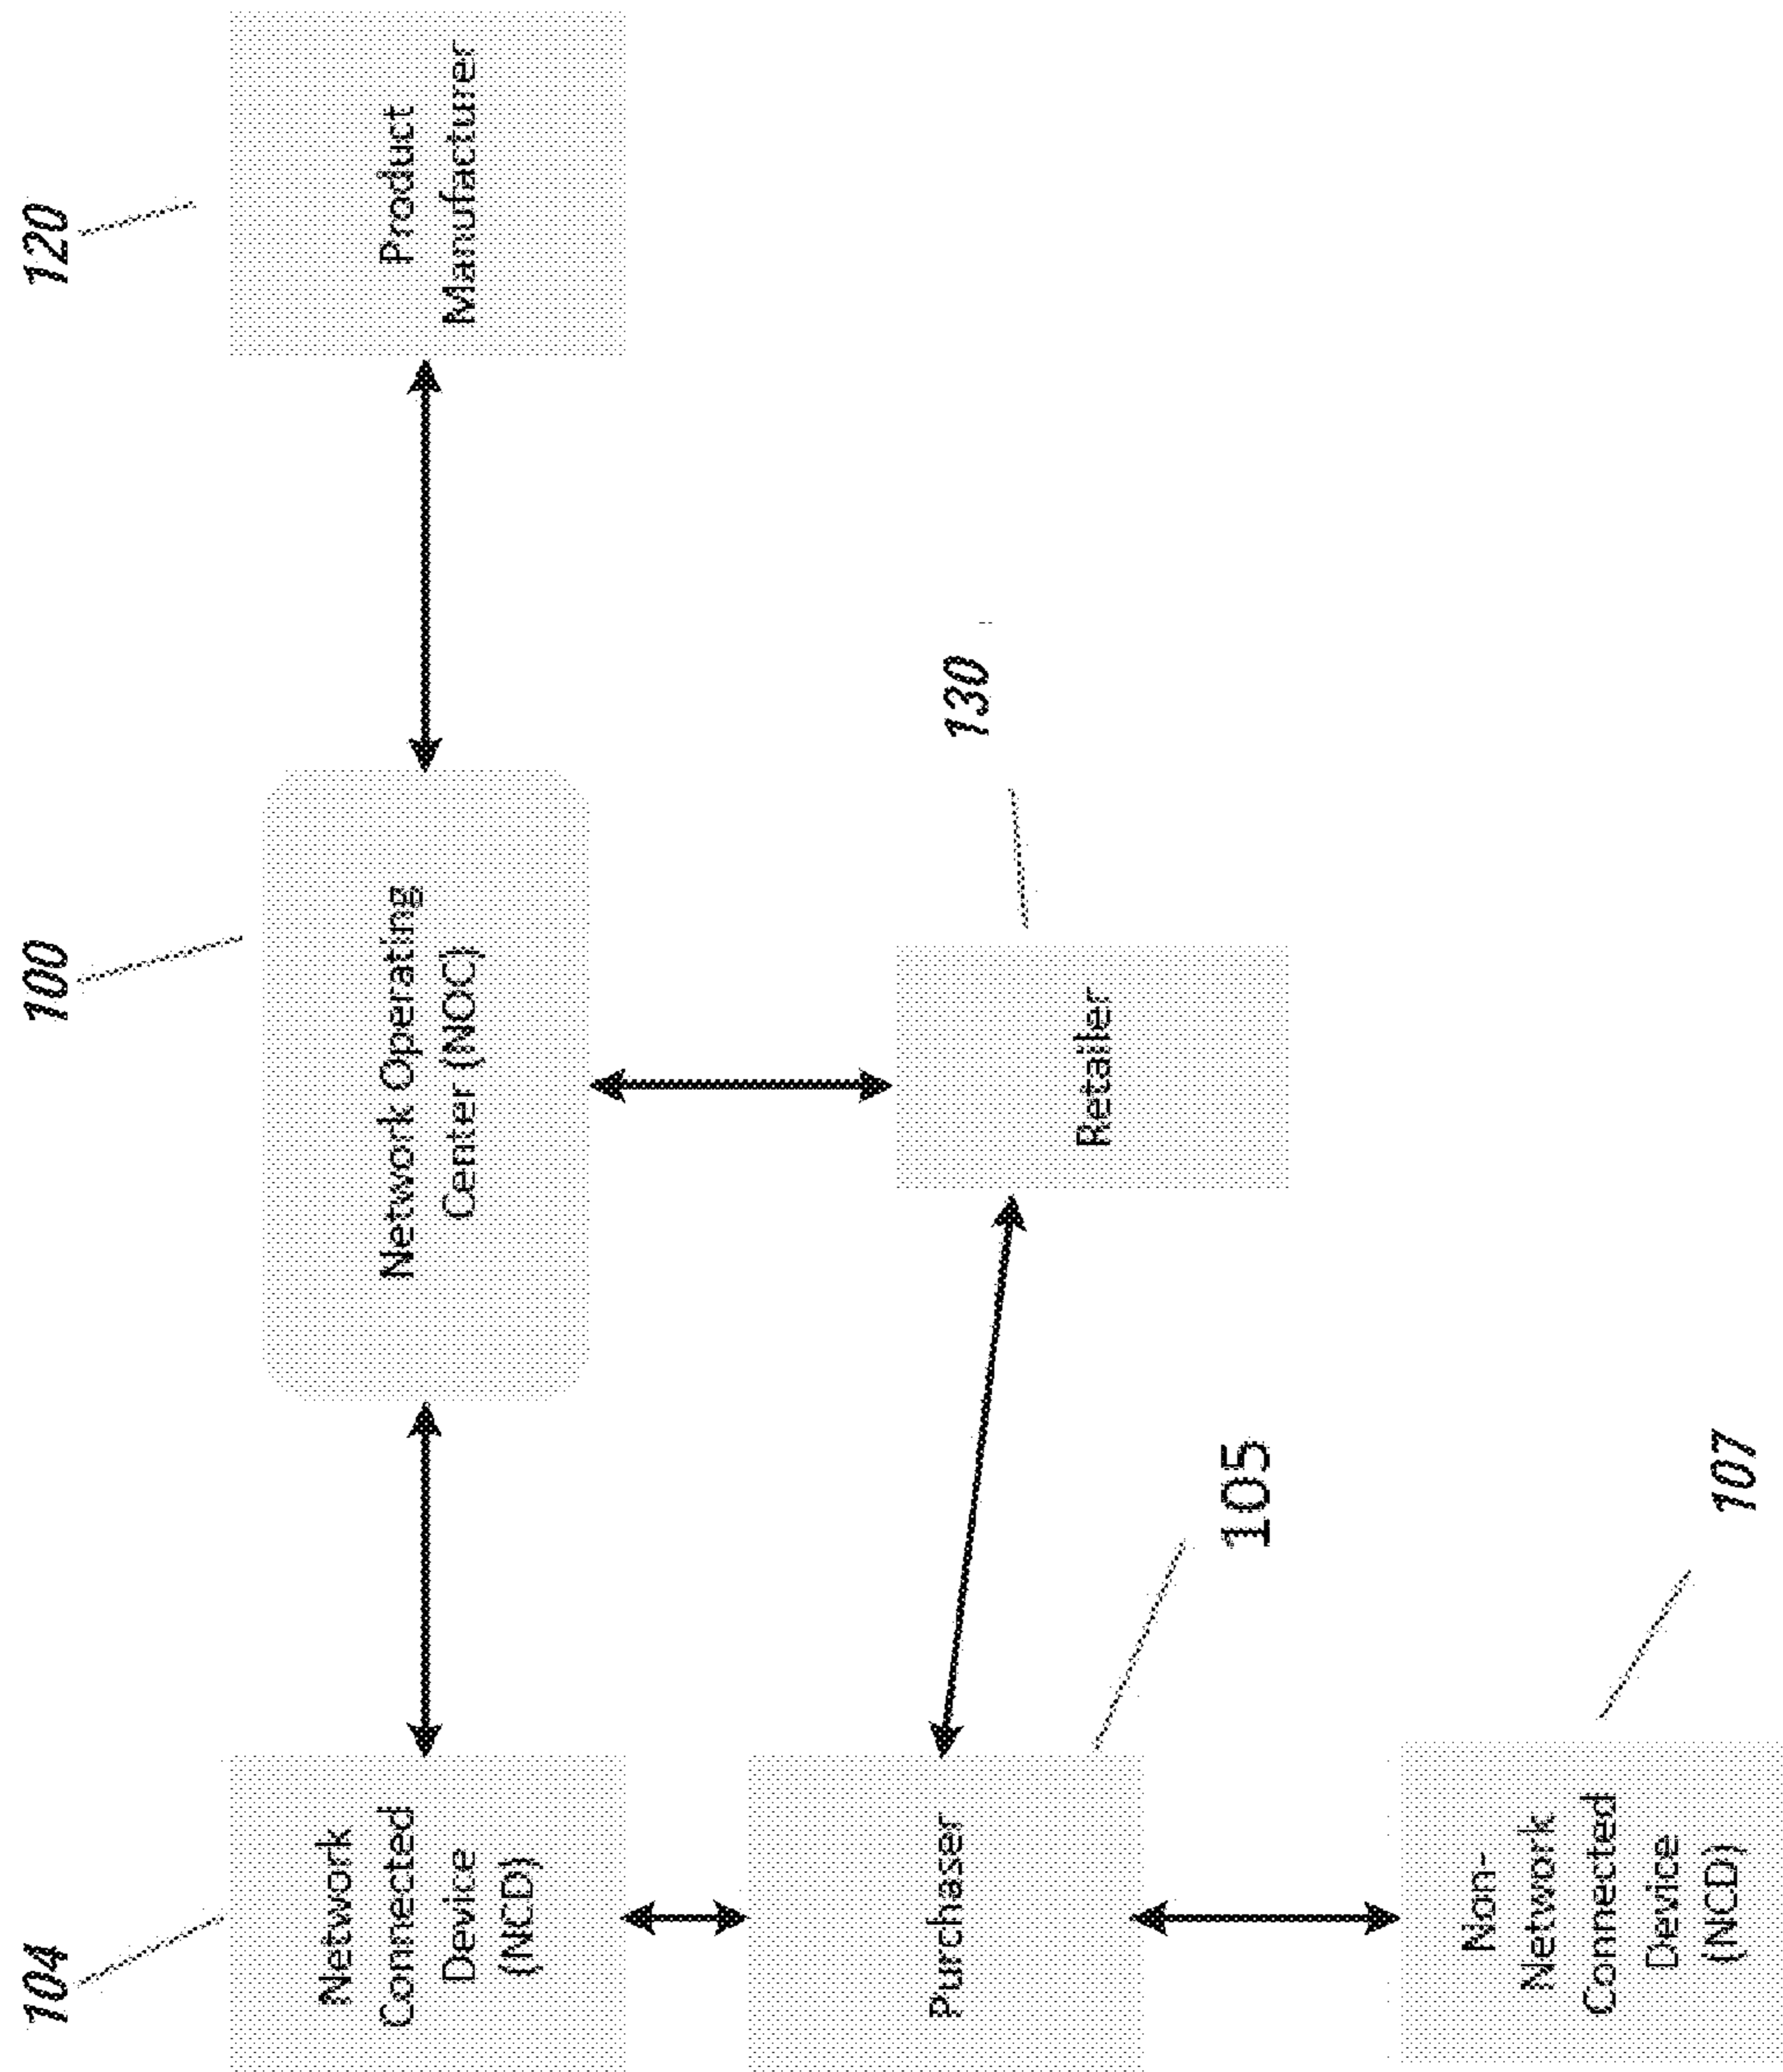 104
100
120
Network
Connected
Device
(NCD)
Network Operating
Center (NOC)
Product
Manufacturer
Purchaser
105
Retailer
130
Non-
Network
Connected
Device
(NCD)
107